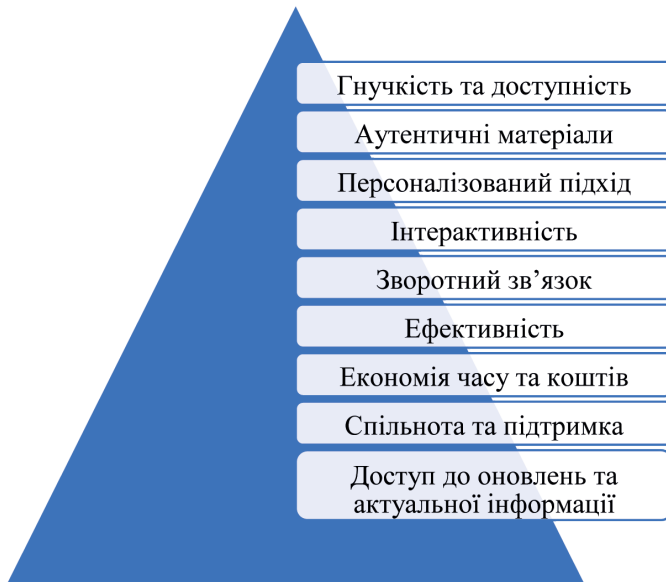 Гнучкість та доступність
Аутентичні матеріали
Персоналізований підхід
Інтерактивність
Зворотний зв’язок
Ефективність
Економія часу та коштів
Спільнота та підтримка
Доступ до оновлень та
актуальної інформації